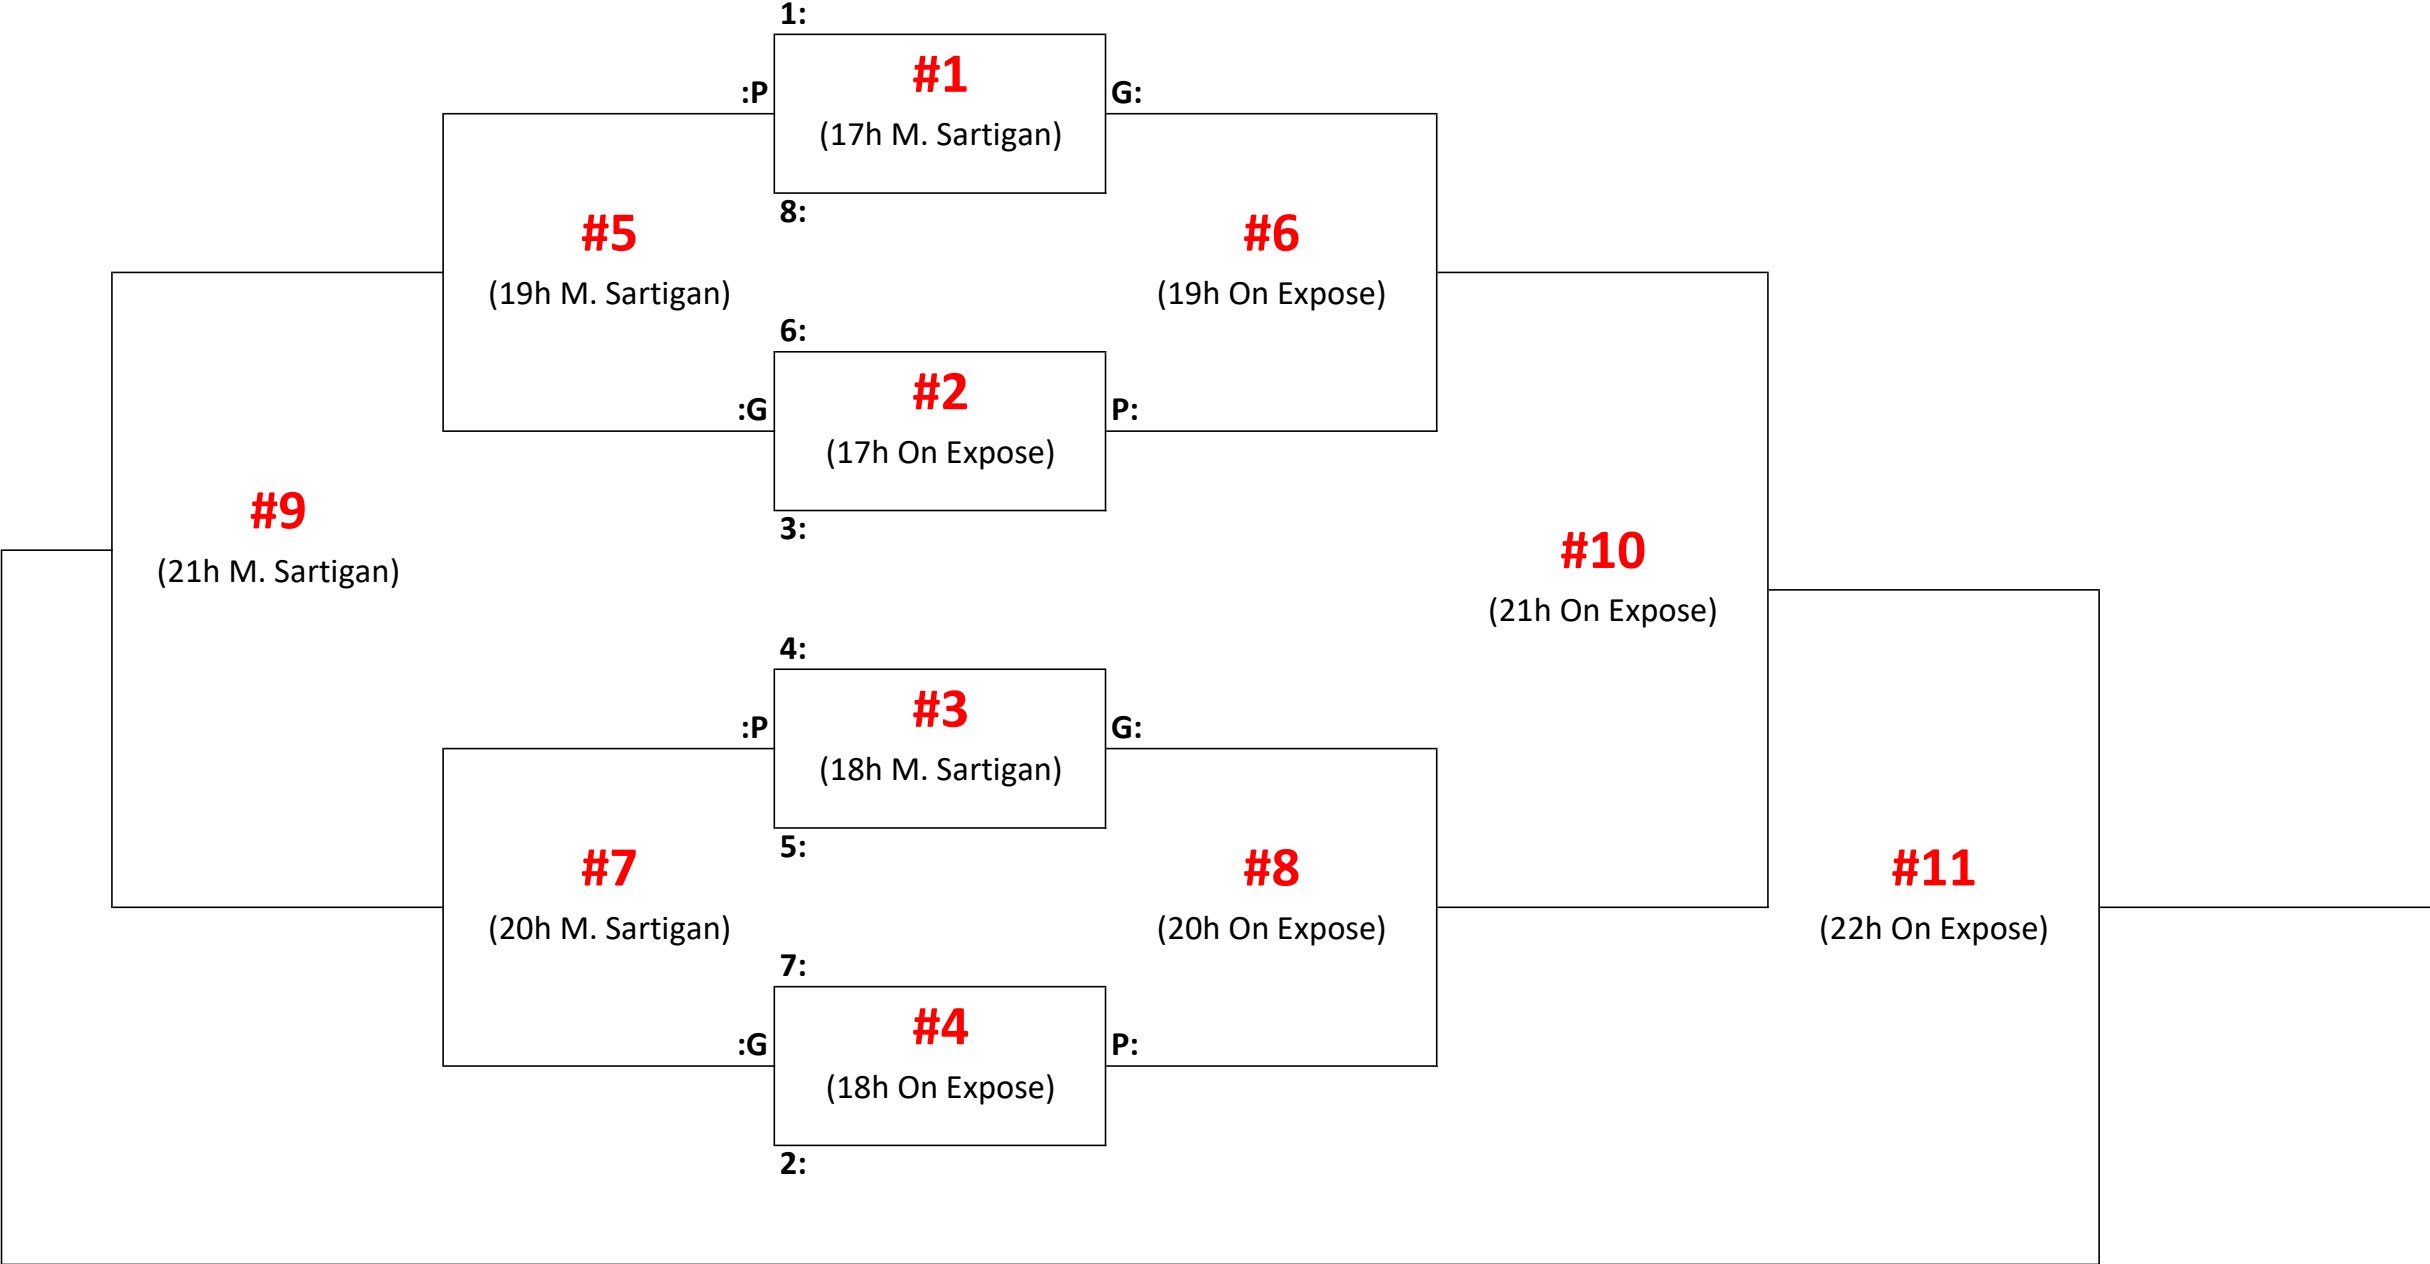 1:
#1
:P
G:
(17h M. Sartigan)
8:
#5
#6
(19h M. Sartigan)
(19h On Expose)
6:
#2
:G
P:
(17h On Expose)
3:
#9
(21h M. Sartigan)
#10
(21h On Expose)
4:
#3
:P
G:
(18h M. Sartigan)
5:
#7
#8
#11
(20h M. Sartigan)
(20h On Expose)
(22h On Expose)
7:
#4
:G
P:
(18h On Expose)
2: